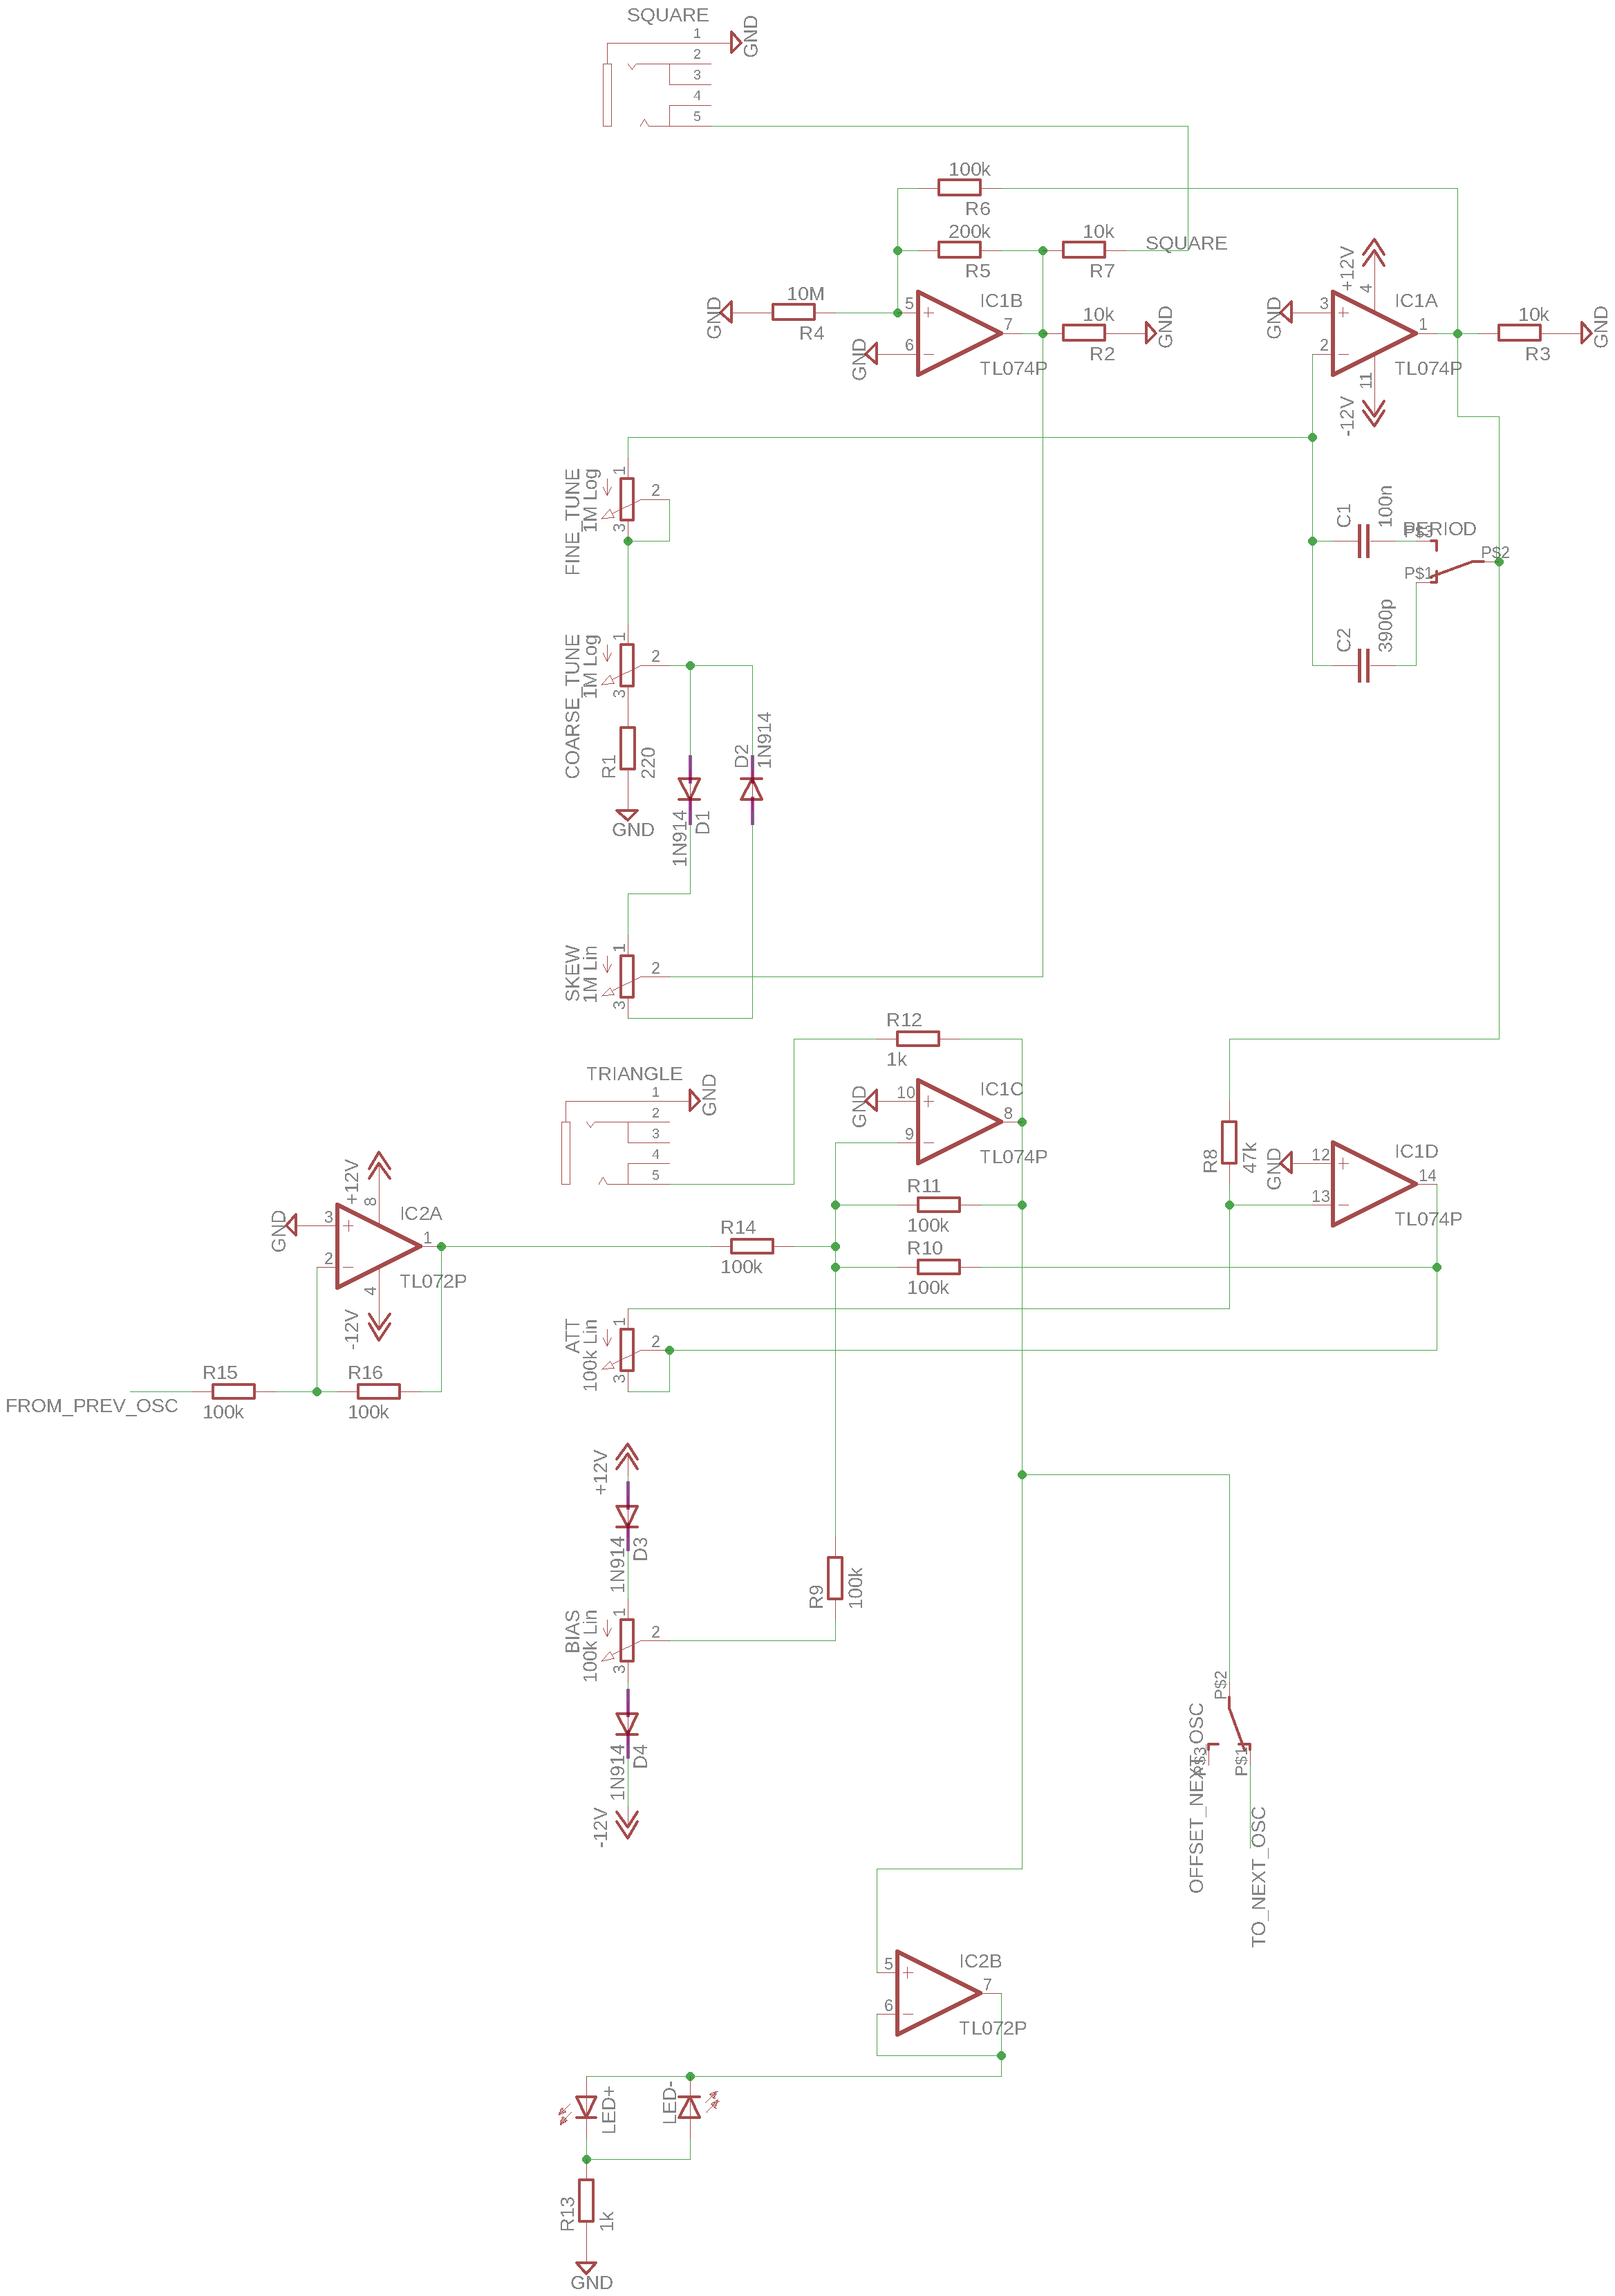 SQUARE
1
GND
2
3
4
5
100k
R6
200k
R5
10k
R7
SQUARE
10M
R4
GND
5
6
GND
IC1B
7
TL074P
10k
R2
GND
+12V
4
GND
3
2
IC1A
1
TL074P
11
-12V
10k
R3
GND
FINE_TUNE
1M Log
1
2
3
C1
100n
PERIOD
P$3
P$2
P$1
C2
3900p
COARSE_TUNE
1M Log
1
2
3
R1
220
GND
D2
1N914
1N914
D1
SKEW
1M Lin
1
2
3
R12
1k
TRIANGLE
1
GND
2
3
4
5
GND
10
9
IC1C
8
TL074P
R8
47k
GND
12
13
IC1D
14
TL074P
+12V
8
GND
3
2
IC2A
1
TL072P
4
-12V
R14
100k
R11
100k
R10
100k
ATT
100k Lin
1
2
3
R15
100k
R16
100k
FROM_PREV_OSC
+12V
1N914
D3
R9
100k
BIAS
100k Lin
1
2
3
1N914
D4
-12V
P$2
OFFSET_NEXT_OSC
P$3
P$1
TO_NEXT_OSC
5
6
IC2B
7
TL072P
LED+
LED-
R13
1k
GND